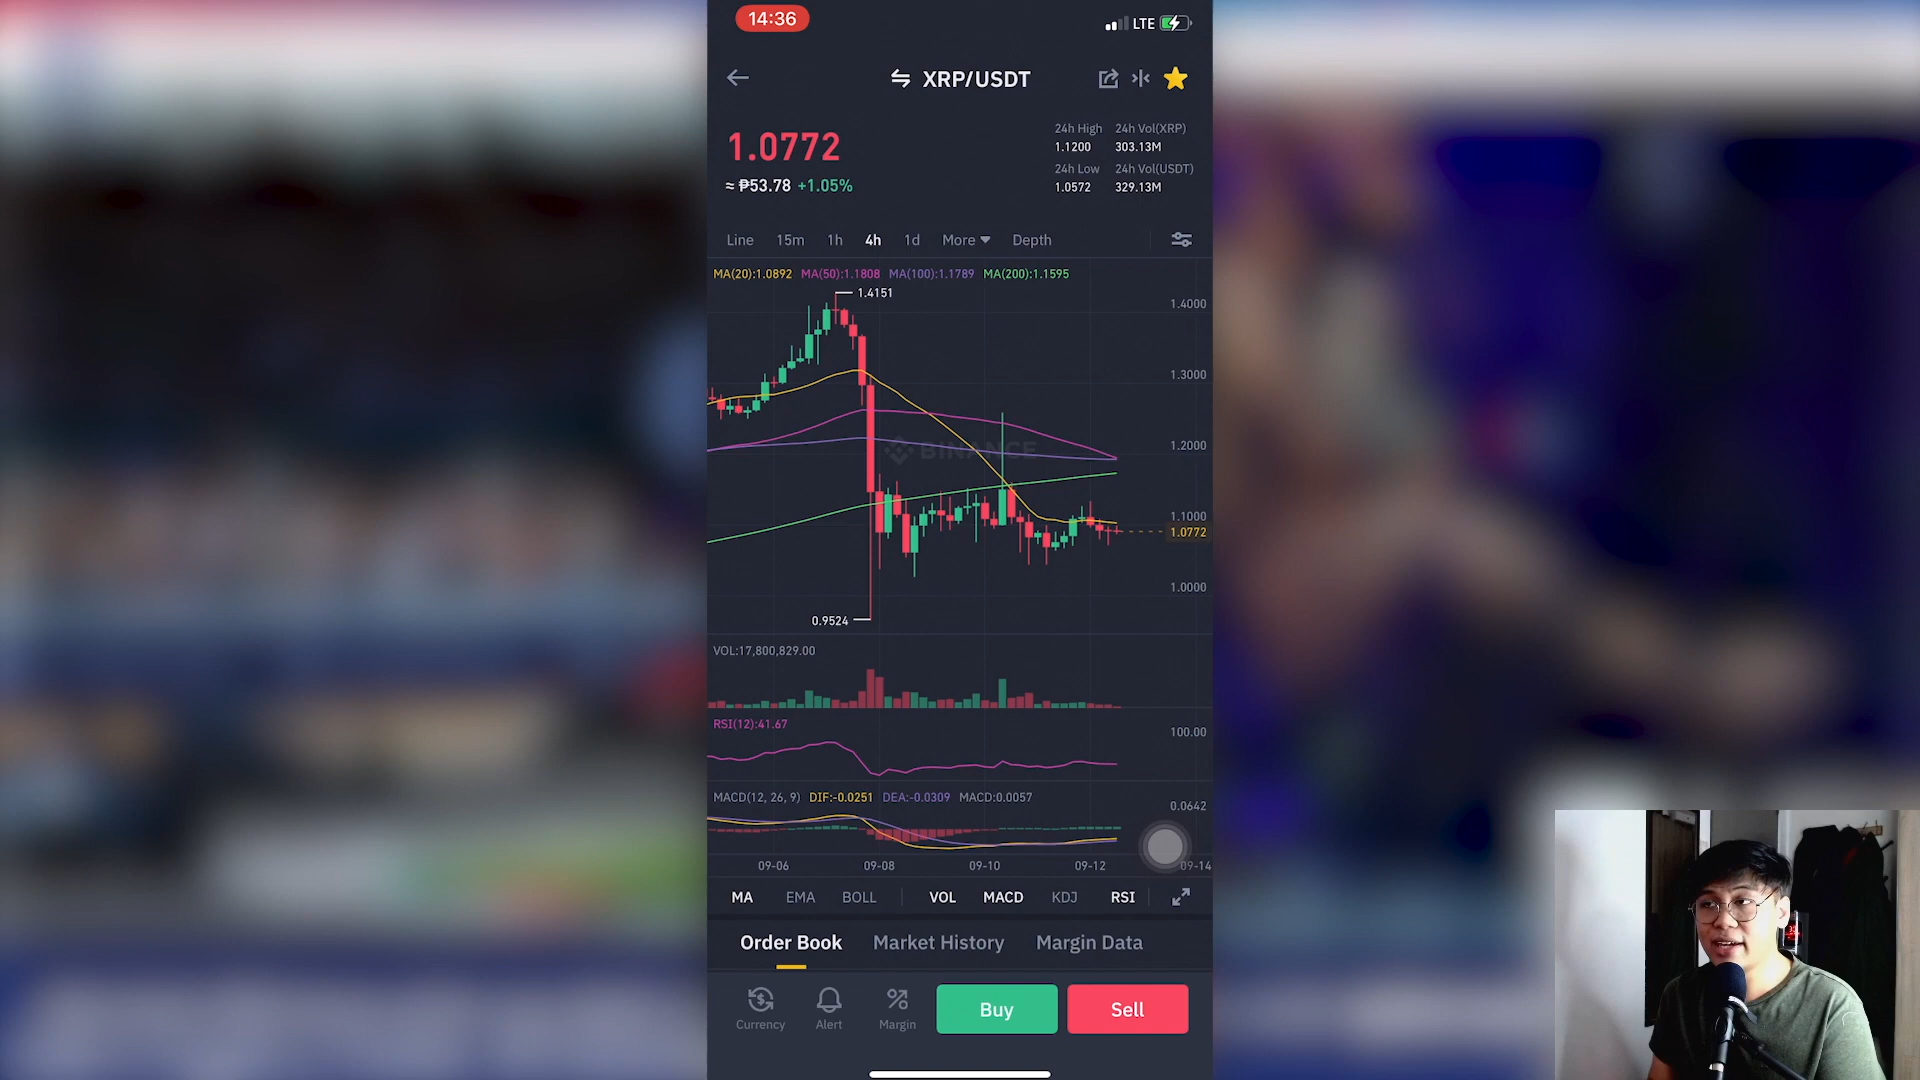 14:36
LTE
XRP/USDT
1.0772
≈ ₱53.78 +1.05%
24h High 24h Vol(XRP)
1.1200 303.13M
24h Low 24h Vol(USDT)
1.0572 329.13M
Line 15m 1h 4h 1d More Depth
MA(20):1.0892 MA(50):1.1808 MA(100):1.1789 MA(200):1.1595
1.4151
1.4000
1.3000
1.2000
BINANCE
1.1000
1.0772
1.0000
0.9524
VOL:17,800,829.00
RSI(12):41.67
100.00
MACD(12, 26, 9) DIF:-0.0251 DEA:-0.0309 MACD:0.0057
0.0642
09-06 09-08 09-10 09-12 09-14
MA EMA BOLL VOL MACD KDJ RSI
Order Book Market History Margin Data
Currency Alert Margin Buy Sell